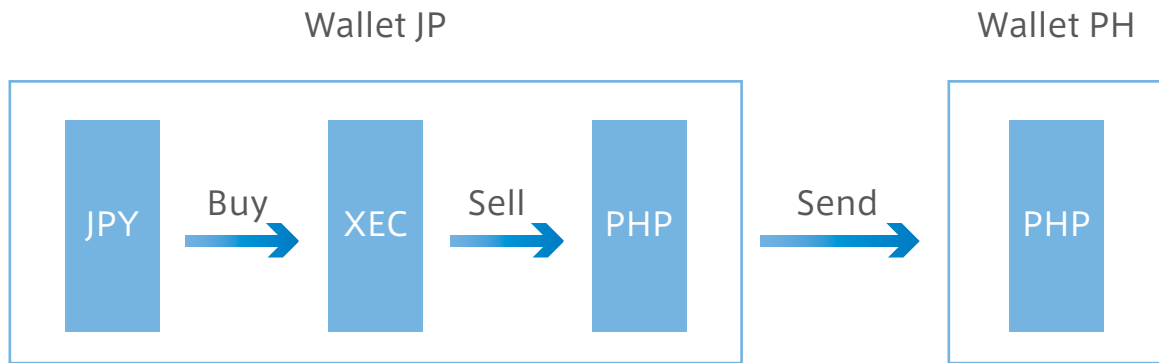 Wallet JP
Wallet PH
JPY
Buy
XEC
Sell
PHP
Send
PHP